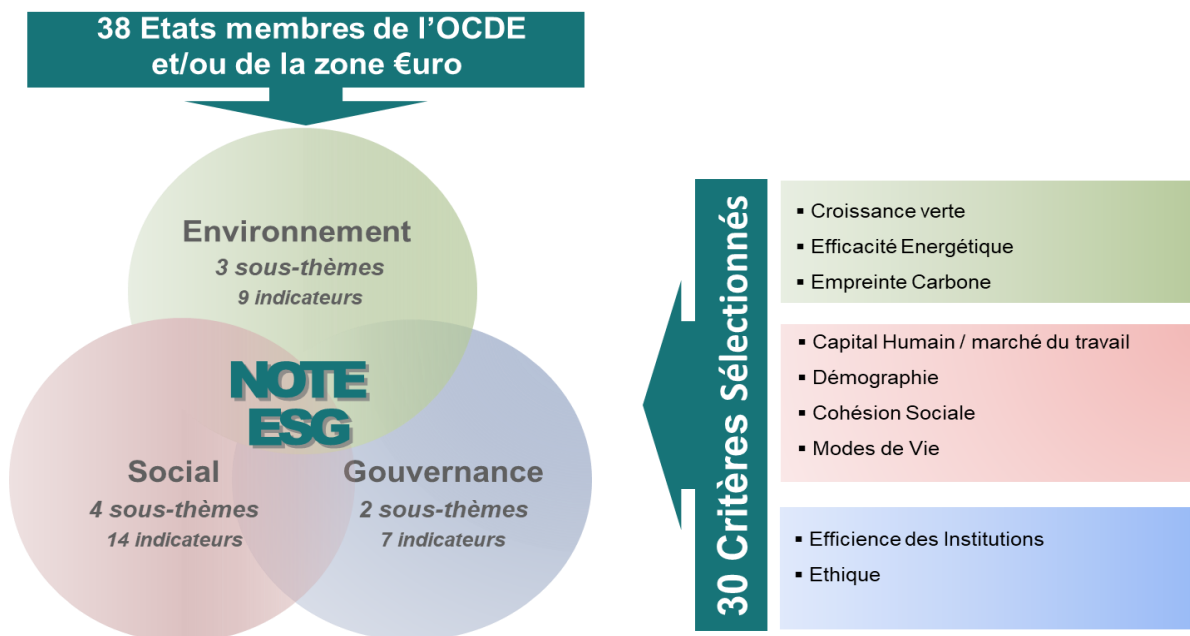 38 Etats membres de l’OCDE
et/ou de la zone €uro
Environnement
3 sous-thèmes
9 indicateurs
NOTE
ESG
Social
4 sous-thèmes
14 indicateurs
Gouvernance
2 sous-thèmes
7 indicateurs
30 Critères Sélectionnés
▪ Croissance verte
▪ Efficacité Energétique
▪ Empreinte Carbone
▪ Capital Humain / marché du travail
▪ Démographie
▪ Cohésion Sociale
▪ Modes de Vie
▪ Efficience des Institutions
▪ Ethique